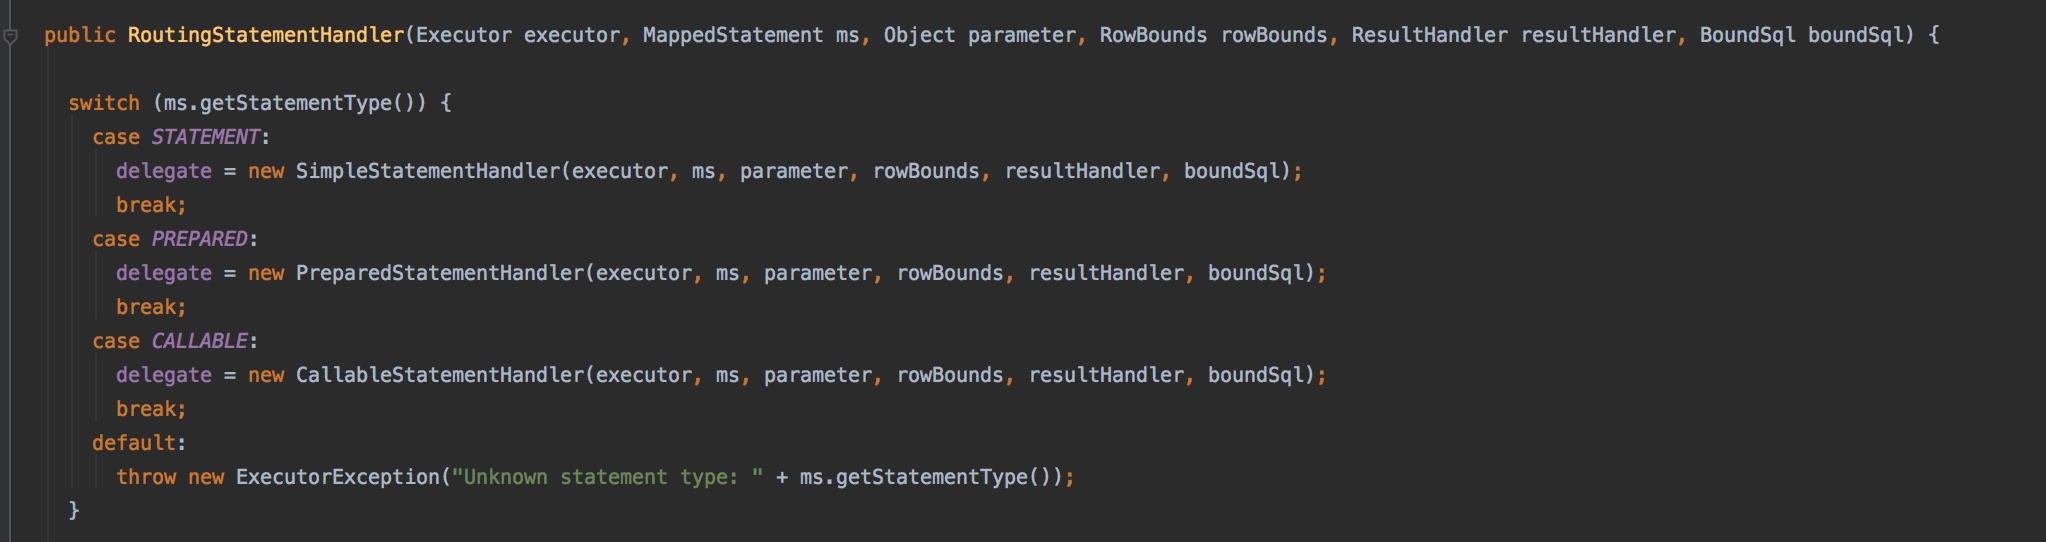 public RoutingStatementHandler(Executor executor, MappedStatement ms, Object parameter, RowBounds rowBounds, ResultHandler resultHandler, BoundSql boundSql) {
switch (ms.getStatementType()) {
case STATEMENT:
delegate = new SimpleStatementHandler(executor, ms, parameter, rowBounds, resultHandler, boundSql);
break;
case PREPARED:
delegate = new PreparedStatementHandler(executor, ms, parameter, rowBounds, resultHandler, boundSql);
break;
case CALLABLE:
delegate = new CallableStatementHandler(executor, ms, parameter, rowBounds, resultHandler, boundSql);
break;
default:
throw new ExecutorException("Unknown statement type: " + ms.getStatementType());
}